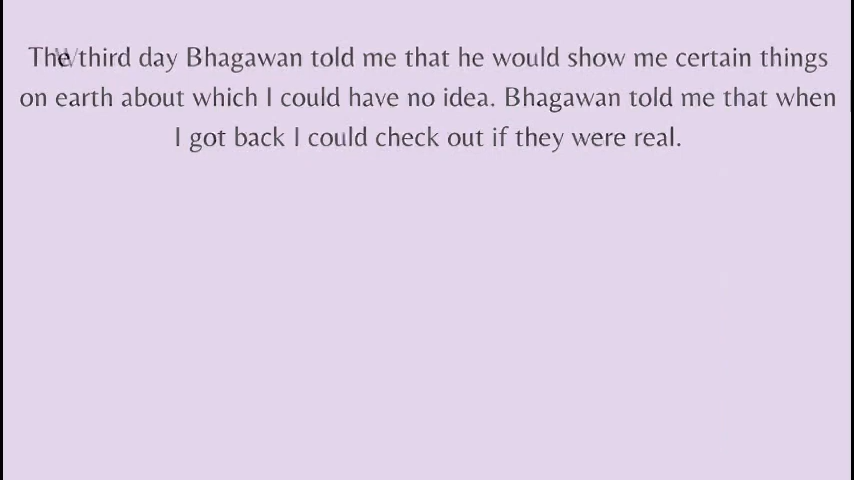 The third day Bhagawan told me that he would show me certain things
on earth about which I could have no idea. Bhagawan told me that when
I got back I could check out if they were real.